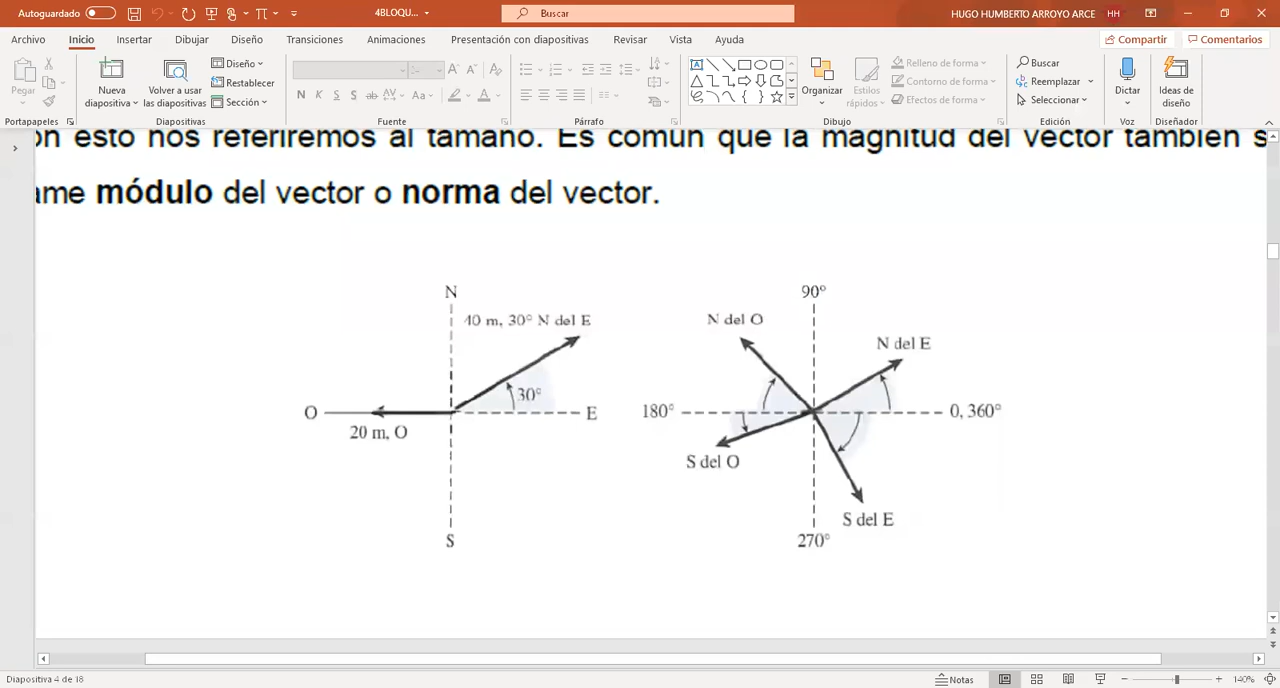 Autoguardado
4BLOQU...
Buscar
HUGO HUMBERTO ARROYO ARCE HH
Archivo Inicio Insertar Dibujar Diseño Transiciones Animaciones Presentación con diapositivas Revisar Vista Ayuda Compartir Comentarios
Pegar
Nueva diapositiva
Volver a usar las diapositivas
Diseño
Restablecer
Sección
N K S S ab AV Aa A
Organizar
Estilos rápidos
Relleno de forma
Contorno de forma
Efectos de forma
Buscar
Reemplazar
Seleccionar
Dictar
Ideas de diseño
Portapapeles Diapositivas Fuente Párrafo Dibujo Edición Voz Diseñador
on esto nos referiremos al tamaño. Es común que la magnitud del vector también s
ame módulo del vector o norma del vector.
N
40 m, 30° N del E
30°
O
E
20 m, O
S
90°
N del O
N del E
180°
0, 360°
S del O
S del E
270°
Diapositiva 4 de 18
Notas
140%